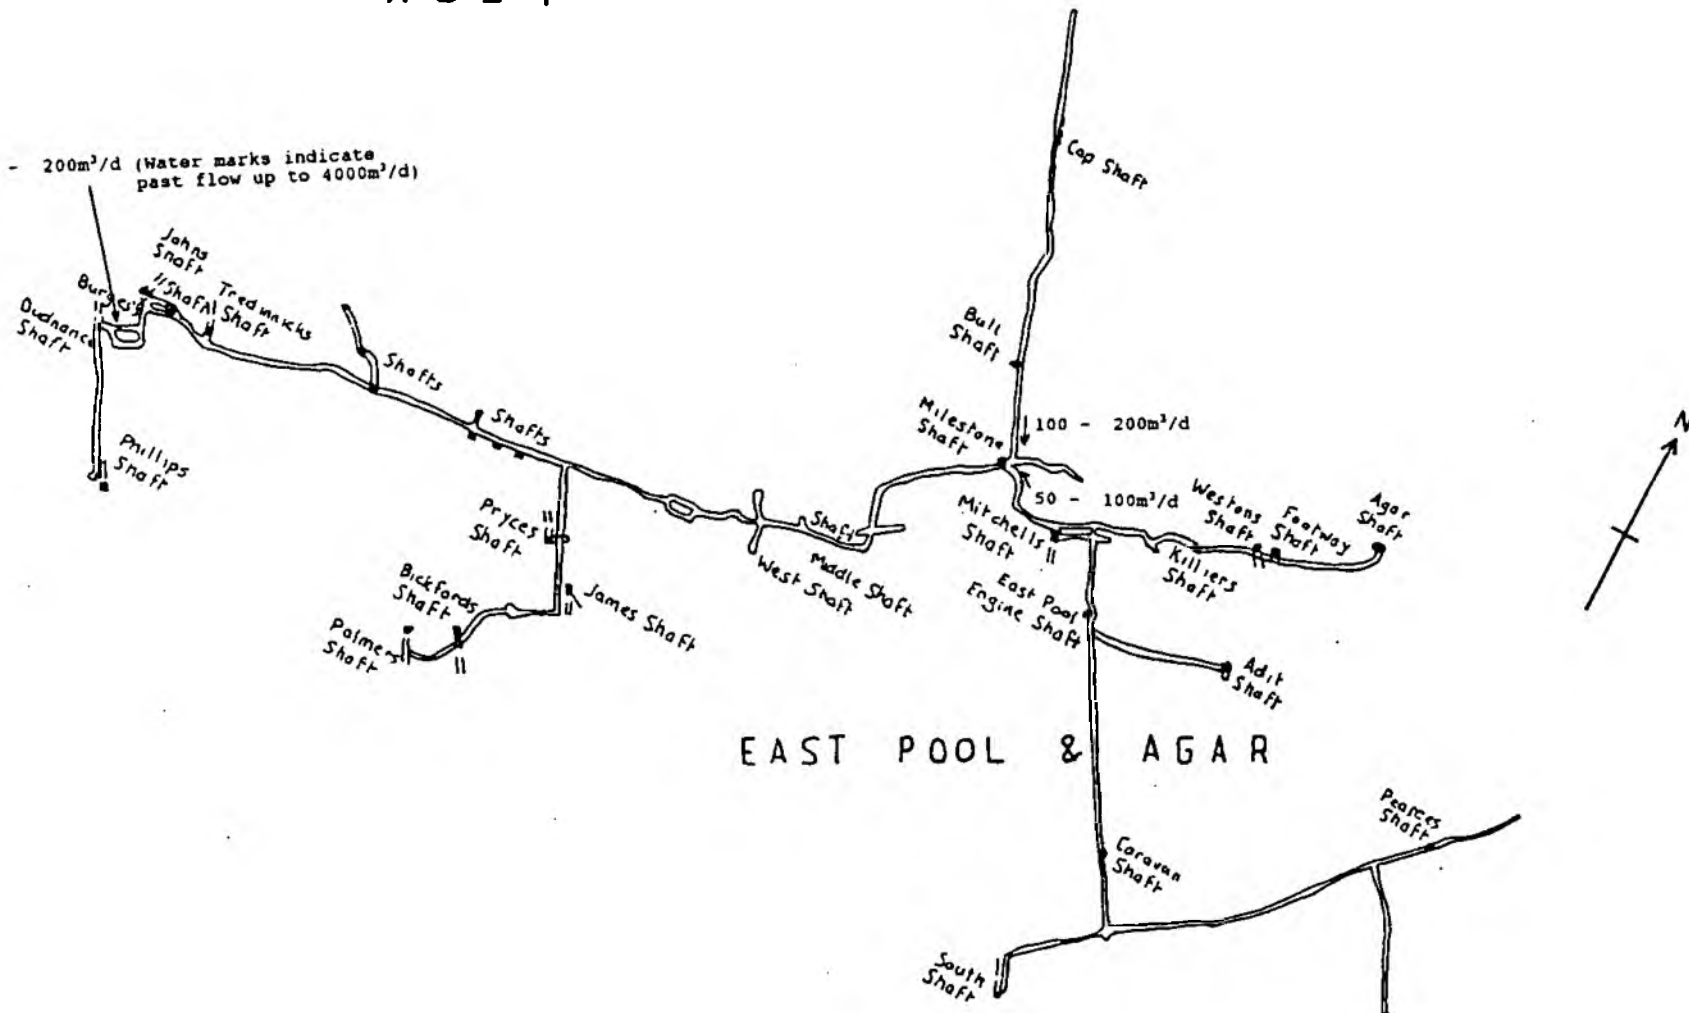 - 200m³/d (Water marks indicate
past flow up to 4000m³/d)
Cap Shaft
Johns
Shaft
Burgess
Shaft
Tredinnicks
Shaft
Dudnance
Shaft
Shafts
Bull
Shaft
N
Shafts
Milestone
Shaft
100 - 200m³/d
50 - 100m³/d
Phillips
Shaft
Pryces
Shaft
Shaft
Mitchells
Shaft
Westons
Shaft
Footway
Shaft
Agar
Shaft
Killiers
Shaft
Middle Shaft
West Shaft
Bickfords
Shaft
James Shaft
East Pool
Engine Shaft
Palmers
Shaft
Adit
Shaft
EAST POOL & AGAR
Pearces
Shaft
Caravan
Shaft
South
Shaft